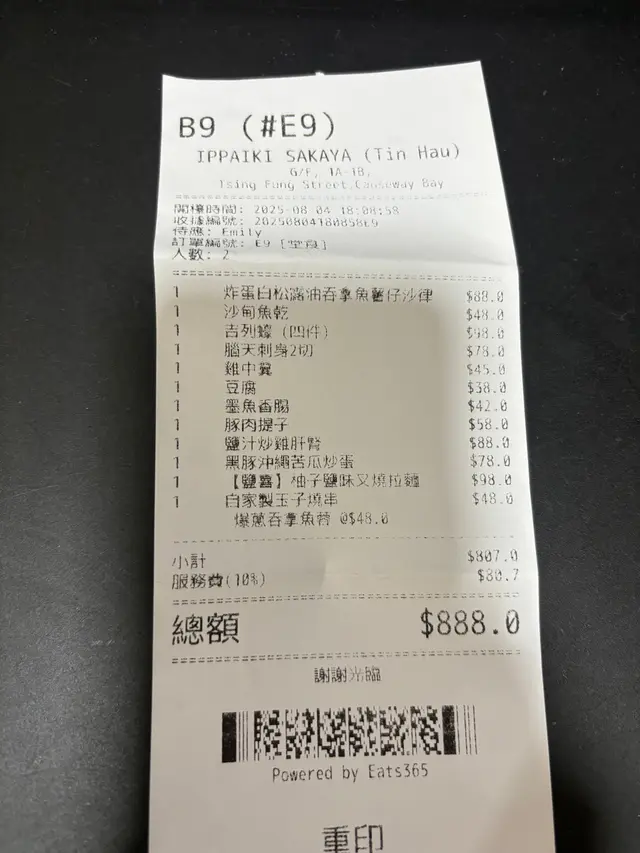 B9 (#E9)
IPPAIKI SAKAYA (Tin Hau)
G/F, 1A-1B,
Tsing Fung Street,Causeway Bay
開檯時間: 2025-08-04 18:08:58
收據編號: 20250804180858E9
侍應: Emily
訂單編號: E9 [堂食]
人數: 2
1 炸蛋白松露油吞拿魚薯仔沙律 $88.0
1 沙甸魚乾 $48.0
1 吉列蠔 (四件) $98.0
1 腦天刺身2切 $78.0
1 雞中翼 $45.0
1 豆腐 $38.0
1 墨魚香腸 $42.0
1 豚肉提子 $58.0
1 鹽汁炒雞肝腎 $88.0
1 黑豚沖繩苦瓜炒蛋 $78.0
1 【鹽喜】柚子鹽味叉燒拉麵 $98.0
1 自家製玉子燒串 $48.0
爆蔥吞拿魚蓉 @$48.0
小計 $807.0
服務費(10%) $80.7
總額 $888.0
謝謝光臨
Powered by Eats365
重印